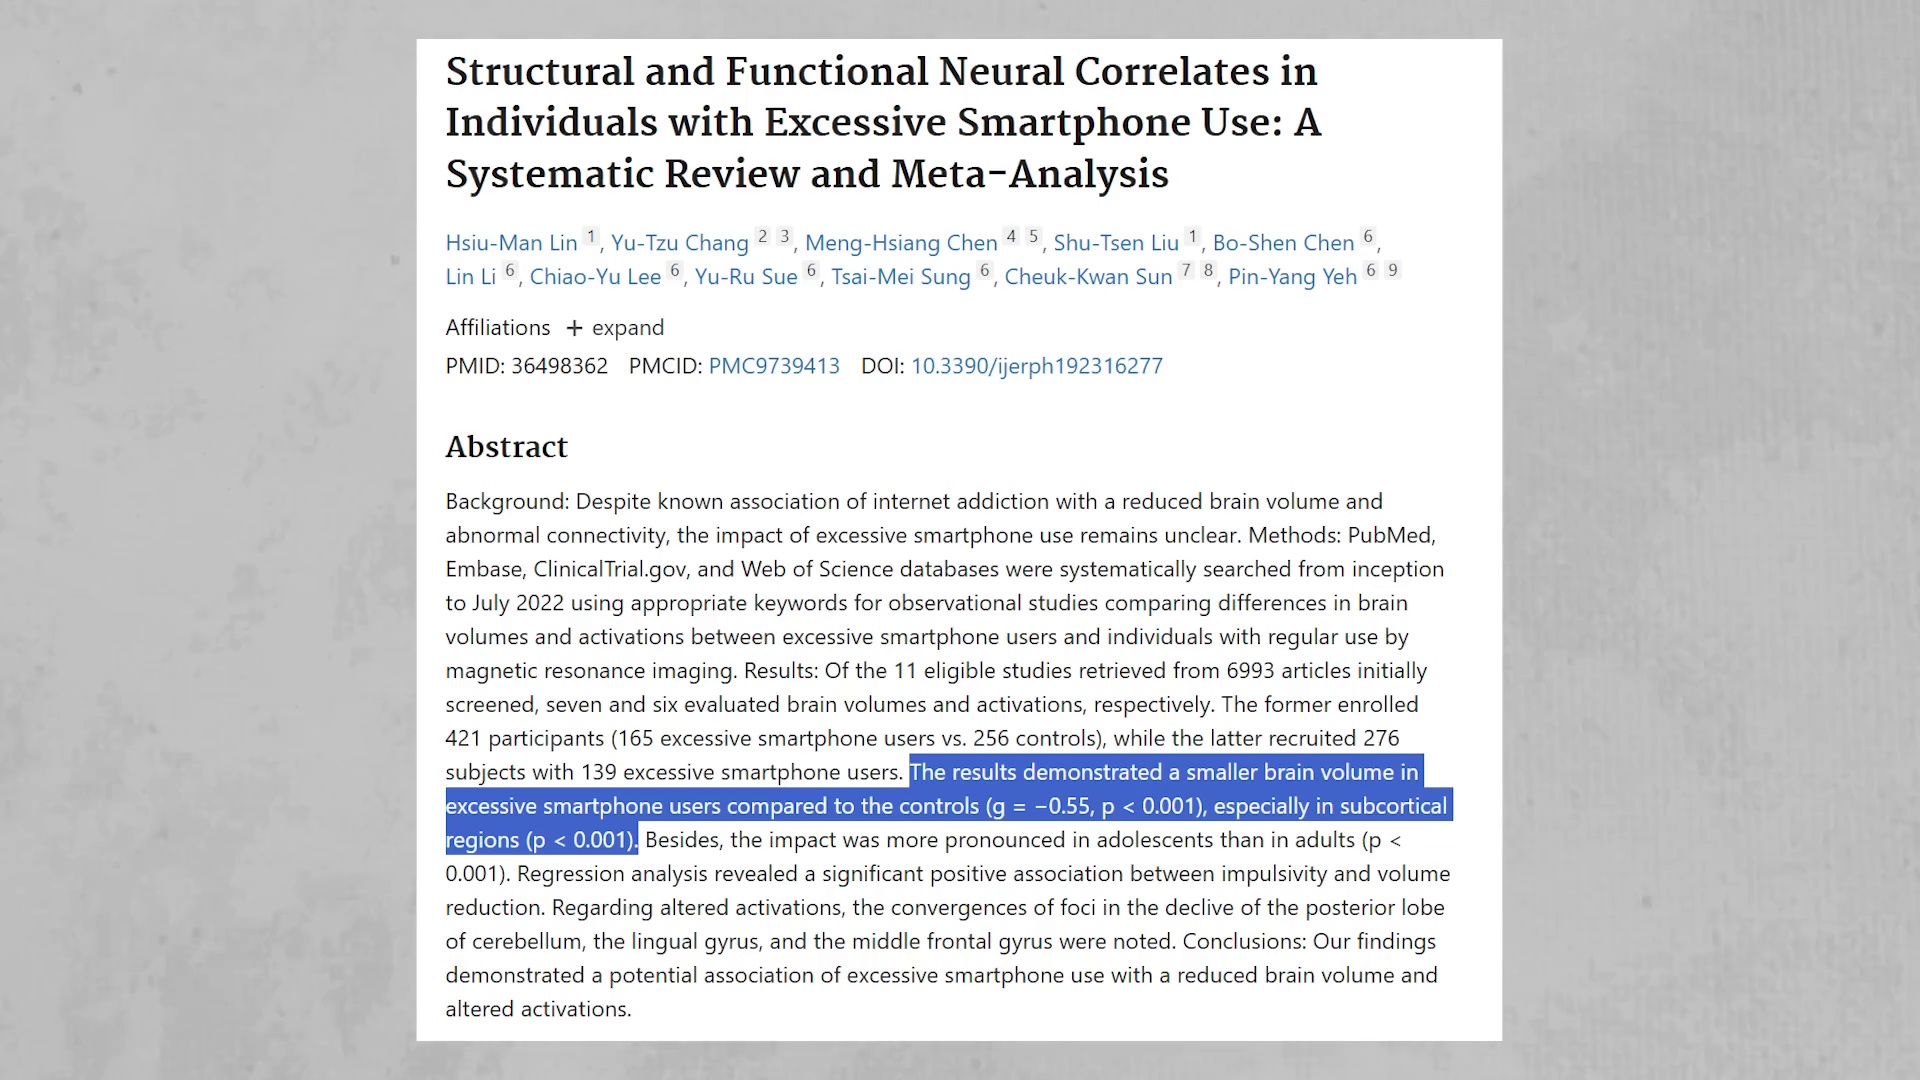 Structural and Functional Neural Correlates in
Individuals with Excessive Smartphone Use: A
Systematic Review and Meta-Analysis
Hsiu-Man Lin 1, Yu-Tzu Chang 2 3, Meng-Hsiang Chen 4 5, Shu-Tsen Liu 1, Bo-Shen Chen 6,
Lin Li 6, Chiao-Yu Lee 6, Yu-Ru Sue 6, Tsai-Mei Sung 6, Cheuk-Kwan Sun 7 8, Pin-Yang Yeh 6 9
Affiliations + expand
PMID: 36498362 PMCID: PMC9739413 DOI: 10.3390/ijerph192316277
Abstract
Background: Despite known association of internet addiction with a reduced brain volume and
abnormal connectivity, the impact of excessive smartphone use remains unclear. Methods: PubMed,
Embase, ClinicalTrial.gov, and Web of Science databases were systematically searched from inception
to July 2022 using appropriate keywords for observational studies comparing differences in brain
volumes and activations between excessive smartphone users and individuals with regular use by
magnetic resonance imaging. Results: Of the 11 eligible studies retrieved from 6993 articles initially
screened, seven and six evaluated brain volumes and activations, respectively. The former enrolled
421 participants (165 excessive smartphone users vs. 256 controls), while the latter recruited 276
subjects with 139 excessive smartphone users. The results demonstrated a smaller brain volume in
excessive smartphone users compared to the controls (g = −0.55, p < 0.001), especially in subcortical
regions (p < 0.001). Besides, the impact was more pronounced in adolescents than in adults (p <
0.001). Regression analysis revealed a significant positive association between impulsivity and volume
reduction. Regarding altered activations, the convergences of foci in the declive of the posterior lobe
of cerebellum, the lingual gyrus, and the middle frontal gyrus were noted. Conclusions: Our findings
demonstrated a potential association of excessive smartphone use with a reduced brain volume and
altered activations.